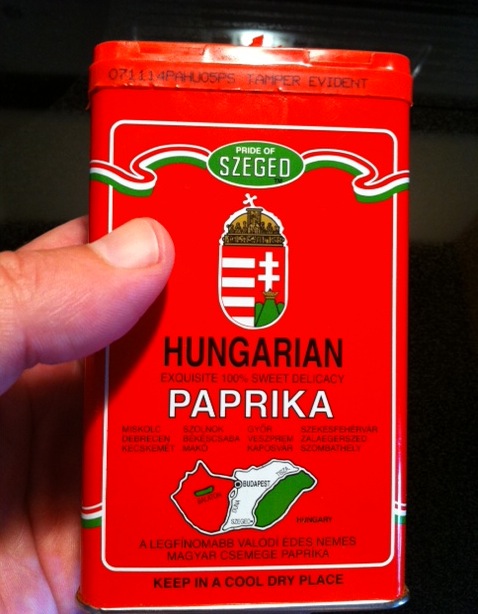 071114PAHU05PS TAMPER EVIDENT
PRIDE OF
SZEGED
HUNGARIAN
EXQUISITE 100% SWEET DELICACY
PAPRIKA
MISKOLC SZOLNOK GYŐR SZÉKESFEHÉRVÁR
DEBRECEN BÉKÉSCSABA VESZPRÉM ZALAEGERSZEG
KECSKEMÉT MAKÓ KAPOSVÁR SZOMBATHELY
TISZA
BUDAPEST
DUNA
SZEGED
HUNGARY
A LEGFINOMABB VALÓDI ÉDES NEMES
MAGYAR CSEMEGE PAPRIKA
KEEP IN A COOL DRY PLACE